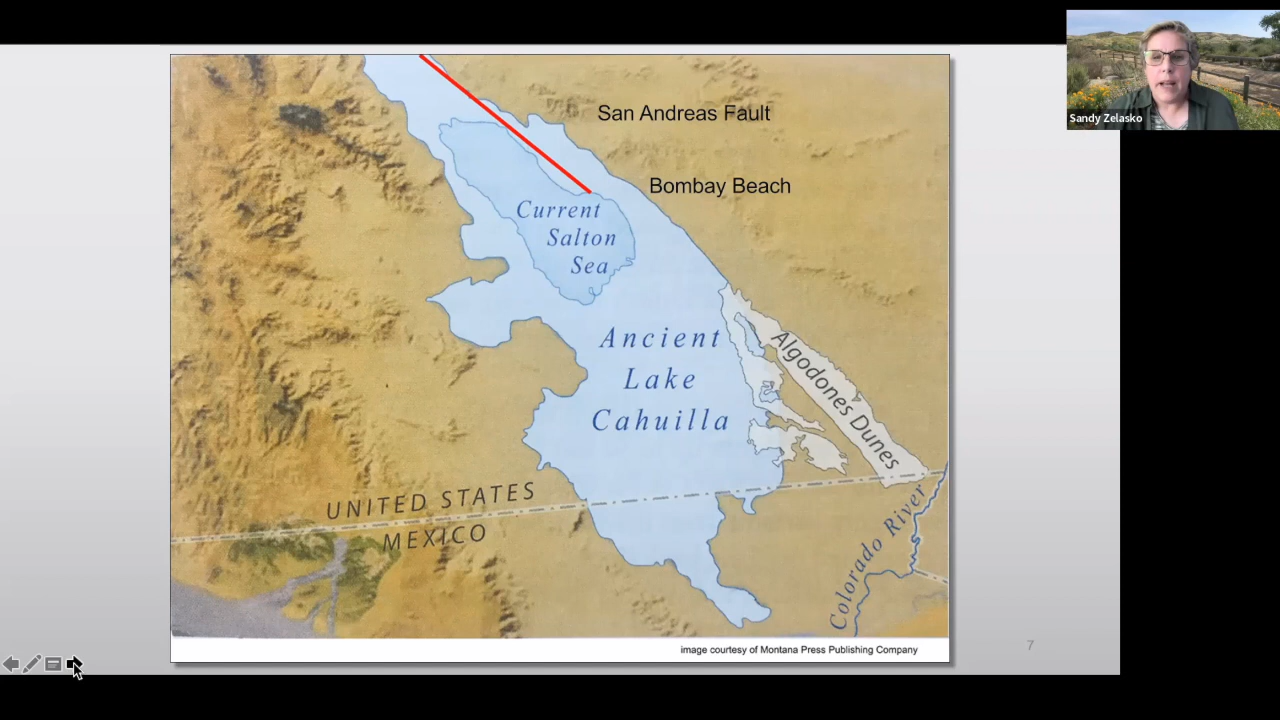 Sandy Zelasko
San Andreas Fault
Bombay Beach
Current
Salton
Sea
Ancient
Lake
Cahuilla
Algodones Dunes
UNITED STATES
MEXICO
Colorado River
image courtesy of Montana Press Publishing Company
7